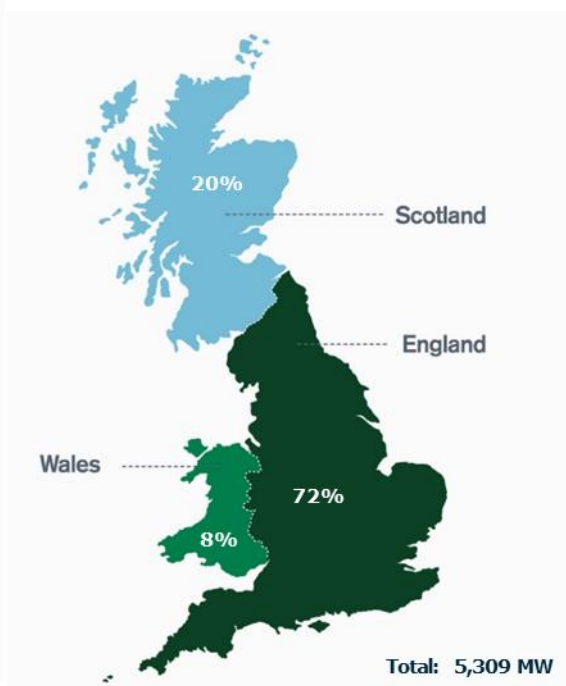 20%
Scotland
England
Wales
72%
8%
Total: 5,309 MW